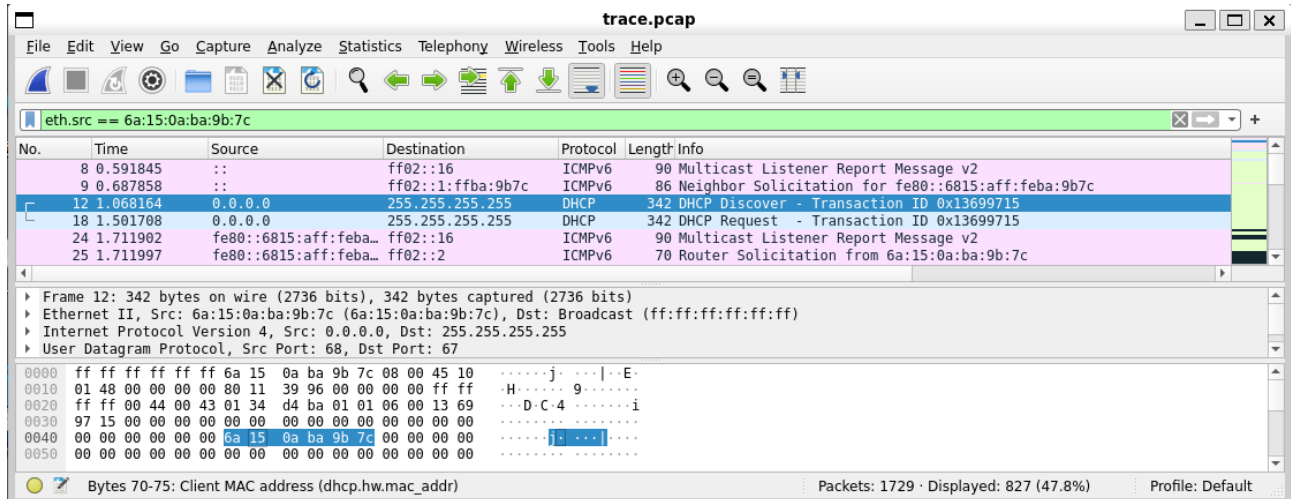 trace.pcap
File Edit View Go Capture Analyze Statistics Telephony Wireless Tools Help
eth.src == 6a:15:0a:ba:9b:7c
No. Time Source Destination Protocol Length Info
8 0.591845 :: ff02::16 ICMPv6 90 Multicast Listener Report Message v2
9 0.687858 :: ff02::1:ffba:9b7c ICMPv6 86 Neighbor Solicitation for fe80::6815:aff:feba:9b7c
12 1.068164 0.0.0.0 255.255.255.255 DHCP 342 DHCP Discover - Transaction ID 0x13699715
18 1.501708 0.0.0.0 255.255.255.255 DHCP 342 DHCP Request - Transaction ID 0x13699715
24 1.711902 fe80::6815:aff:feba… ff02::16 ICMPv6 90 Multicast Listener Report Message v2
25 1.711997 fe80::6815:aff:feba… ff02::2 ICMPv6 70 Router Solicitation from 6a:15:0a:ba:9b:7c
Frame 12: 342 bytes on wire (2736 bits), 342 bytes captured (2736 bits)
Ethernet II, Src: 6a:15:0a:ba:9b:7c (6a:15:0a:ba:9b:7c), Dst: Broadcast (ff:ff:ff:ff:ff:ff)
Internet Protocol Version 4, Src: 0.0.0.0, Dst: 255.255.255.255
User Datagram Protocol, Src Port: 68, Dst Port: 67
0000 ff ff ff ff ff ff 6a 15 0a ba 9b 7c 08 00 45 10 ······j· ···|··E·
0010 01 48 00 00 00 00 80 11 39 96 00 00 00 00 ff ff ·H······ 9·······
0020 ff ff 00 44 00 43 01 34 d4 ba 01 01 06 00 13 69 ···D·C·4 ·······i
0030 97 15 00 00 00 00 00 00 00 00 00 00 00 00 00 00 ········ ········
0040 00 00 00 00 00 00 6a 15 0a ba 9b 7c 00 00 00 00 ······j· ···|····
0050 00 00 00 00 00 00 00 00 00 00 00 00 00 00 00 00 ········ ········
Bytes 70-75: Client MAC address (dhcp.hw.mac_addr) Packets: 1729 · Displayed: 827 (47.8%) Profile: Default